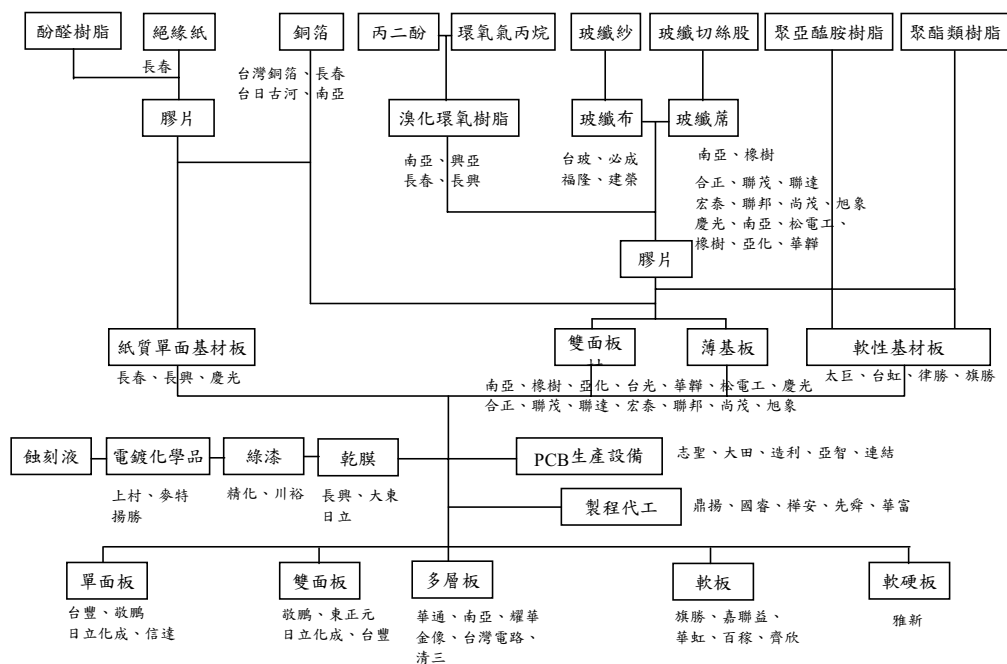 酚醛樹脂 絕緣紙 銅箔 丙二酚 環氧氯丙烷 玻纖紗 玻纖切絲股 聚亞醯胺樹脂 聚酯類樹脂
長春
台灣銅箔、長春
台日古河、南亞
膠片 溴化環氧樹脂 玻纖布 玻纖蓆
南亞、興亞
長春、長興
台玻、必成
福隆、建榮
南亞、橡樹
合正、聯茂、聯達
宏泰、聯邦、尚茂、旭象
慶光、南亞、松電工、
橡樹、亞化、華韡
膠片
紙質單面基材板 雙面板 薄基板 軟性基材板
長春、長興、慶光
太巨、台虹、律勝、旗勝
南亞、橡樹、亞化、台光、華韡、松電工、慶光
合正、聯茂、聯達、宏泰、聯邦、尚茂、旭象
蝕刻液 電鍍化學品 綠漆 乾膜 PCB生產設備
志聖、大田、造利、亞智、連結
上村、麥特
揚勝
精化、川裕
長興、大東
日立
製程代工
鼎揚、國睿、樺安、先舜、華富
單面板 雙面板 多層板 軟板 軟硬板
台豐、敬鵬
日立化成、信達
敬鵬、東正元
日立化成、台豐
華通、南亞、耀華
金像、台灣電路、
清三
旗勝、嘉聯益、
華虹、百稼、齊欣
雅新